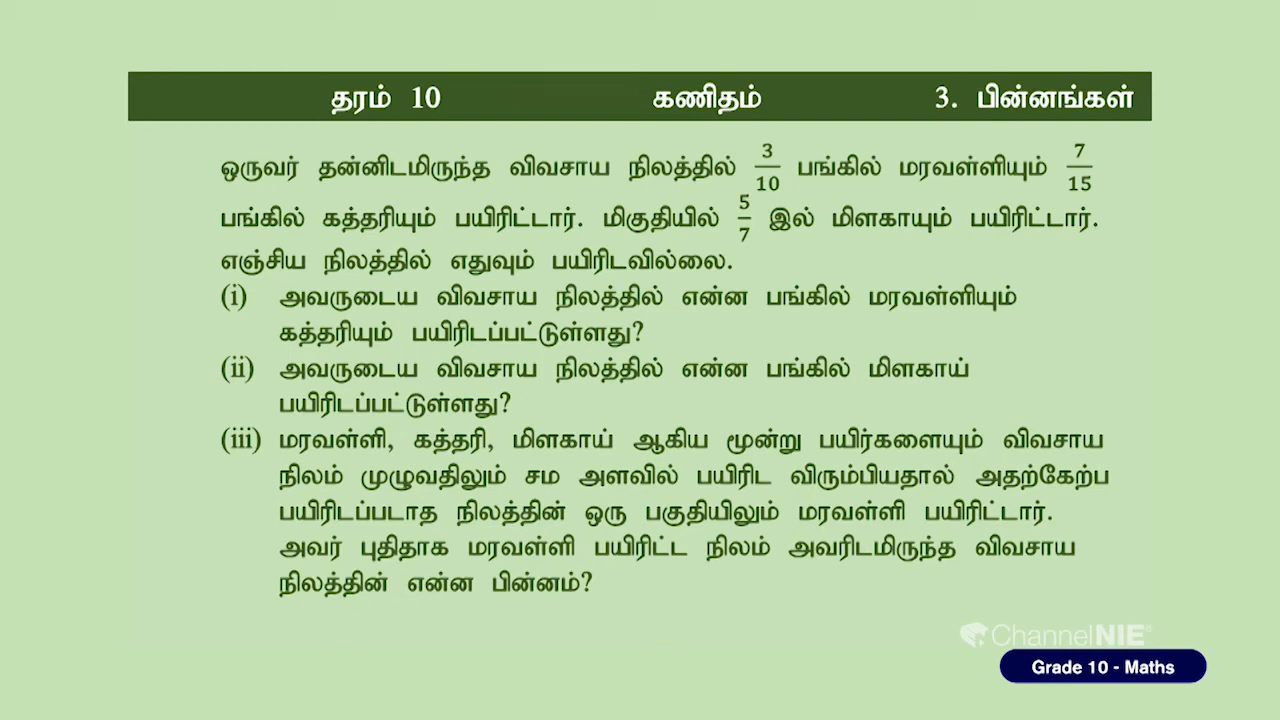 தரம் 10 கணிதம் 3. பின்னங்கள்
ஒருவர் தன்னிடமிருந்த விவசாய நிலத்தில் 3/10 பங்கில் மரவள்ளியும் 7/15
பங்கில் கத்தரியும் பயிரிட்டார். மிகுதியில் 5/7 இல் மிளகாயும் பயிரிட்டார்.
எஞ்சிய நிலத்தில் எதுவும் பயிரிடவில்லை.
(i) அவருடைய விவசாய நிலத்தில் என்ன பங்கில் மரவள்ளியும்
கத்தரியும் பயிரிடப்பட்டுள்ளது?
(ii) அவருடைய விவசாய நிலத்தில் என்ன பங்கில் மிளகாய்
பயிரிடப்பட்டுள்ளது?
(iii) மரவள்ளி, கத்தரி, மிளகாய் ஆகிய மூன்று பயிர்களையும் விவசாய
நிலம் முழுவதிலும் சம அளவில் பயிரிட விரும்பியதால் அதற்கேற்ப
பயிரிடப்படாத நிலத்தின் ஒரு பகுதியிலும் மரவள்ளி பயிரிட்டார்.
அவர் புதிதாக மரவள்ளி பயிரிட்ட நிலம் அவரிடமிருந்த விவசாய
நிலத்தின் என்ன பின்னம்?
ChannelNIE
Grade 10 - Maths